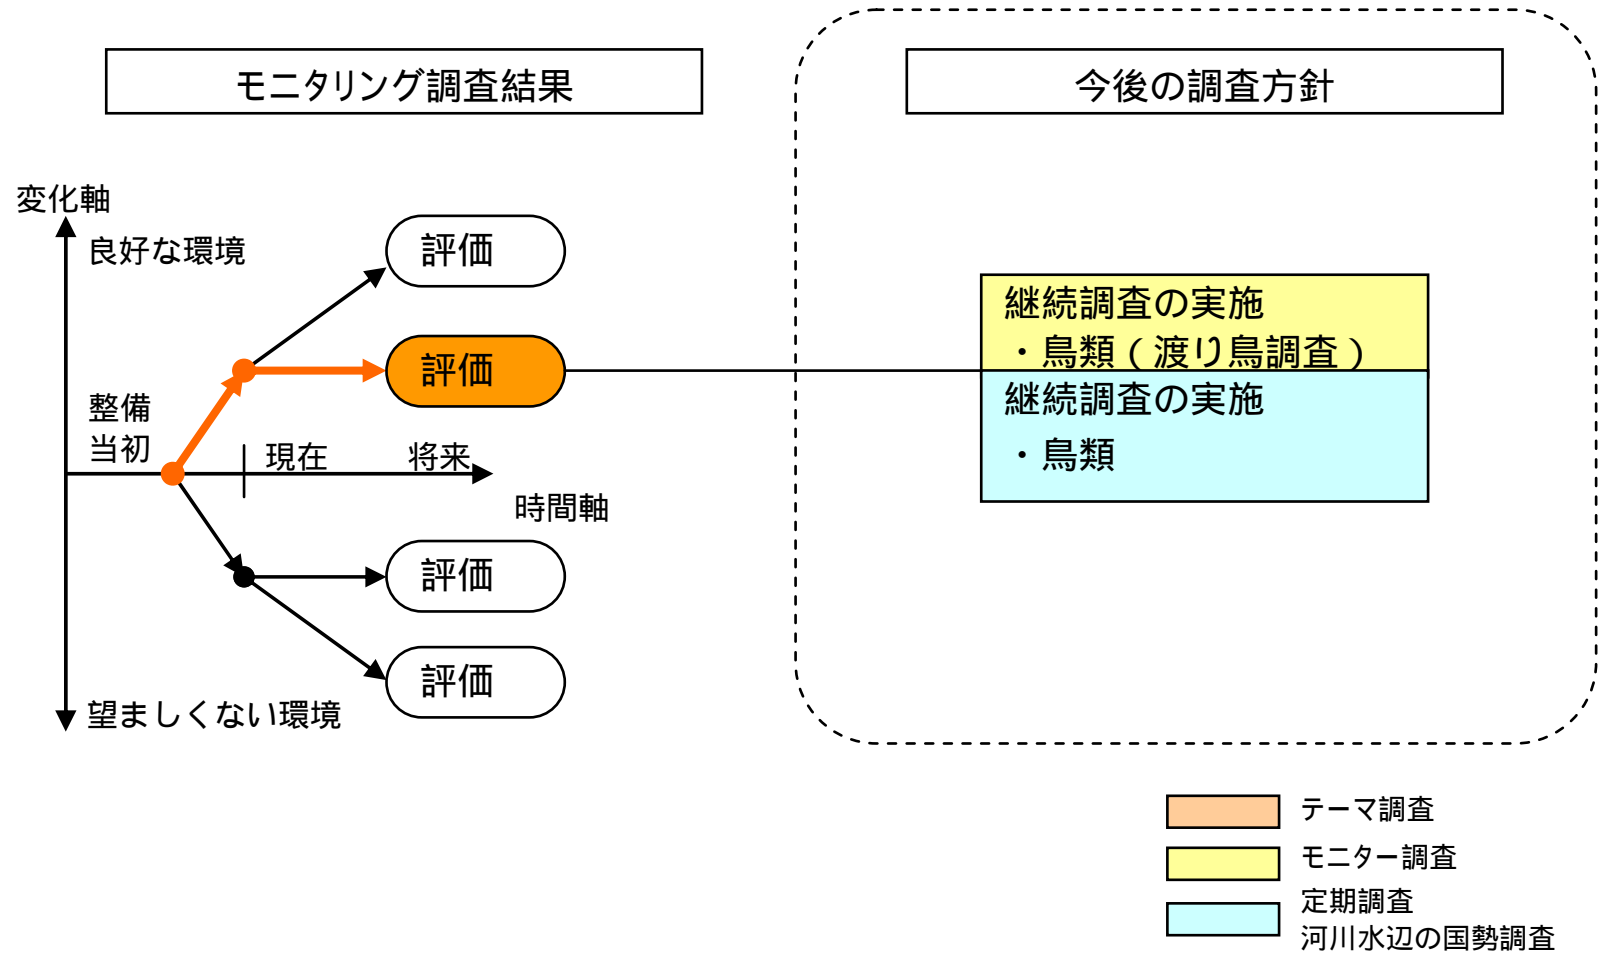 モニタリング調査結果
今後の調査方針
変化軸
良好な環境
評価
評価
整備
当初
現在
将来
時間軸
評価
評価
望ましくない環境
継続調査の実施
・鳥類(渡り鳥調査)
継続調査の実施
・鳥類
テーマ調査
モニター調査
定期調査
河川水辺の国勢調査